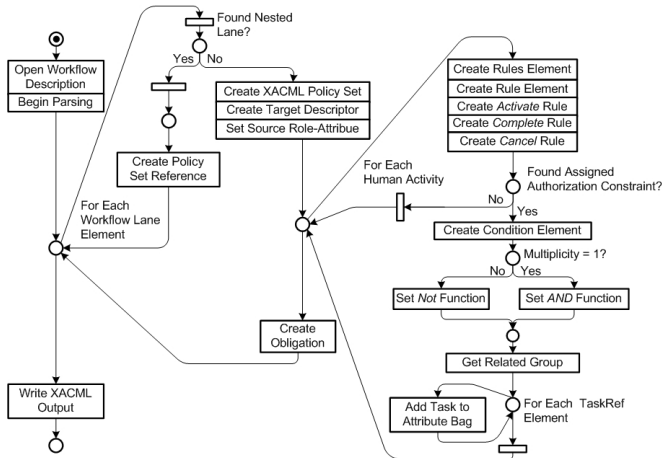 Found Nested
Lane?
Yes
No
Open Workflow
Description
Begin Parsing
Create XACML Policy Set
Create Target Descriptor
Set Source Role-Attribue
Create Policy
Set Reference
For Each
Workflow Lane
Element
Create
Obligation
Write XACML
Output
Create Rules Element
Create Rule Element
Create Activate Rule
Create Complete Rule
Create Cancel Rule
For Each
Human Activity
Found Assigned
Authorization Constraint?
No
Yes
Create Condition Element
Multiplicity = 1?
No
Yes
Set Not Function
Set AND Function
Get Related Group
Add Task to
Attribute Bag
For Each TaskRef
Element